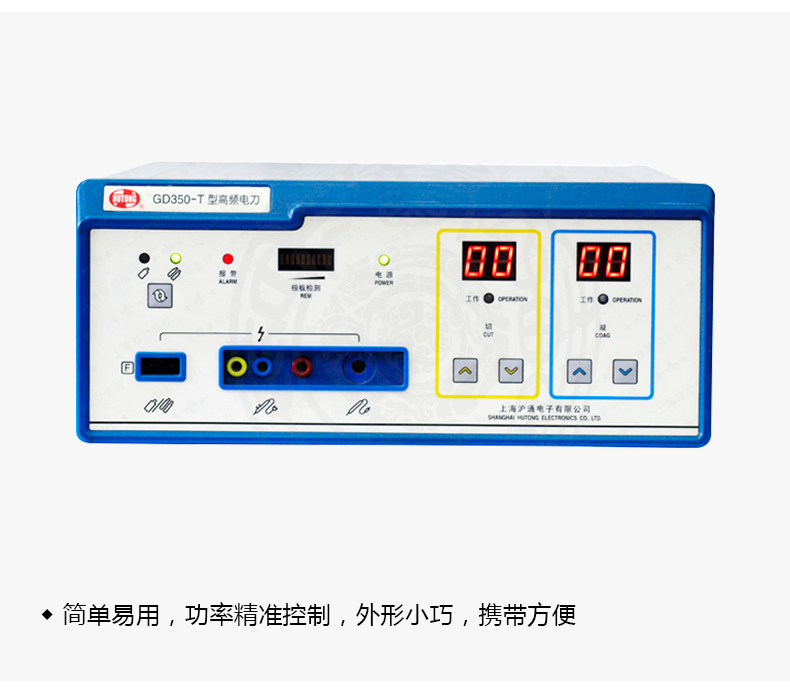 HUTONG ®
GD350-T 型高频电刀
报 警
ALARM
极板检测
REM
电 源
POWER
00
工作 OPERATION
切
CUT
00
工作 OPERATION
凝
COAG
F
上海沪通电子有限公司
SHANGHAI HUTONG ELECTRONICS CO., LTD.
◆ 简单易用，功率精准控制，外形小巧，携带方便